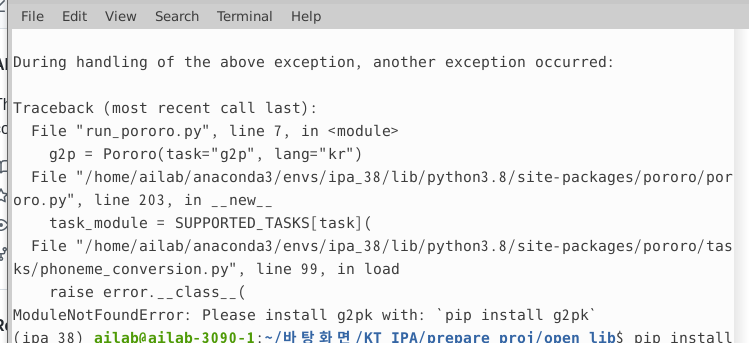 File Edit View Search Terminal Help
During handling of the above exception, another exception occurred:
Traceback (most recent call last):
File "run_pororo.py", line 7, in <module>
g2p = Pororo(task="g2p", lang="kr")
File "/home/ailab/anaconda3/envs/ipa_38/lib/python3.8/site-packages/pororo/por
oro.py", line 203, in __new__
task_module = SUPPORTED_TASKS[task](
File "/home/ailab/anaconda3/envs/ipa_38/lib/python3.8/site-packages/pororo/tas
ks/phoneme_conversion.py", line 99, in load
raise error.__class__(
ModuleNotFoundError: Please install g2pk with: `pip install g2pk`
(ipa_38) ailab@ailab-3090-1:~/바탕화면/KT_IPA/prepare_proj/open_lib$ pip install